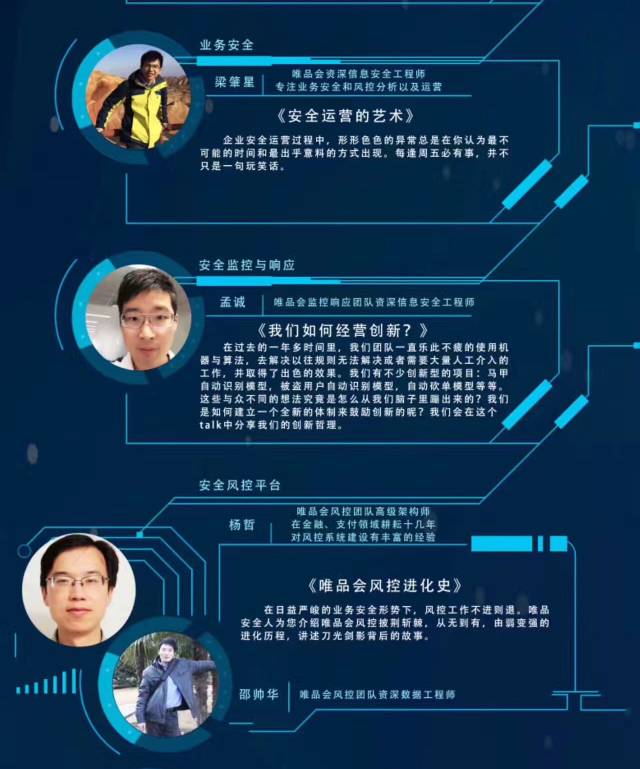 业务安全
梁肇星
唯品会资深信息安全工程师
专注业务安全和风控分析以及运营
《安全运营的艺术》
企业安全运营过程中，形形色色的异常总是在你认为最不
可能的时间和最出乎意料的方式出现。每逢周五必有事，并不
只是一句玩笑话。
安全监控与响应
孟诚
唯品会监控响应团队资深信息安全工程师
《我们如何经营创新？》
在过去的一年多时间里，我们团队一直乐此不疲的使用机
器与算法，去解决以往规则无法解决或者需要大量人工介入的
工作，并取得了出色的效果。我们有不少创新型的项目：马甲
自动识别模型，被盗用户自动识别模型，自动砍单模型等等。
这些与众不同的想法究竟是怎么从我们脑子里蹦出来的？我们
是如何建立一个全新的体制来鼓励创新的呢？我们会在这个
talk中分享我们的创新哲理。
安全风控平台
杨哲
唯品会风控团队高级架构师
在金融、支付领域耕耘十几年
对风控系统建设有丰富的经验
《唯品会风控进化史》
在日益严峻的业务安全形势下，风控工作不进则退。唯品
安全人为您介绍唯品会风控披荆斩棘，从无到有，由弱变强的
进化历程，讲述刀光剑影背后的故事。
邵帅华
唯品会风控团队资深数据工程师